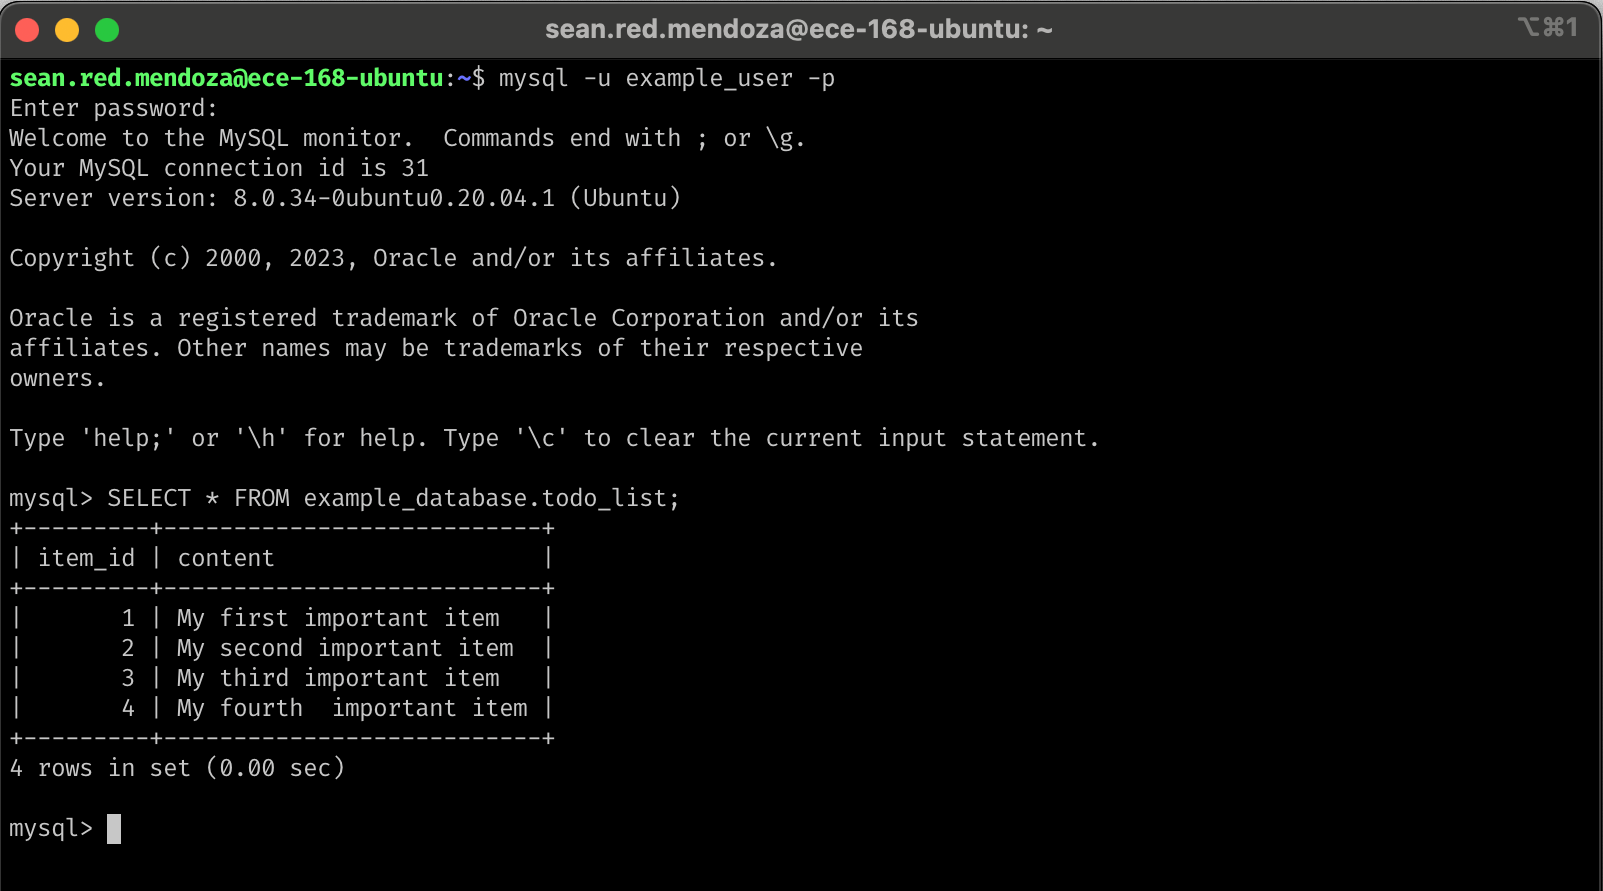 sean.red.mendoza@ece-168-ubuntu: ~ ⌥⌘1
sean.red.mendoza@ece-168-ubuntu:~$ mysql -u example_user -p
Enter password:
Welcome to the MySQL monitor.  Commands end with ; or \g.
Your MySQL connection id is 31
Server version: 8.0.34-0ubuntu0.20.04.1 (Ubuntu)

Copyright (c) 2000, 2023, Oracle and/or its affiliates.

Oracle is a registered trademark of Oracle Corporation and/or its
affiliates. Other names may be trademarks of their respective
owners.

Type 'help;' or '\h' for help. Type '\c' to clear the current input statement.

mysql> SELECT * FROM example_database.todo_list;
+---------+---------------------------+
| item_id | content                   |
+---------+---------------------------+
|       1 | My first important item   |
|       2 | My second important item  |
|       3 | My third important item   |
|       4 | My fourth  important item |
+---------+---------------------------+
4 rows in set (0.00 sec)

mysql>